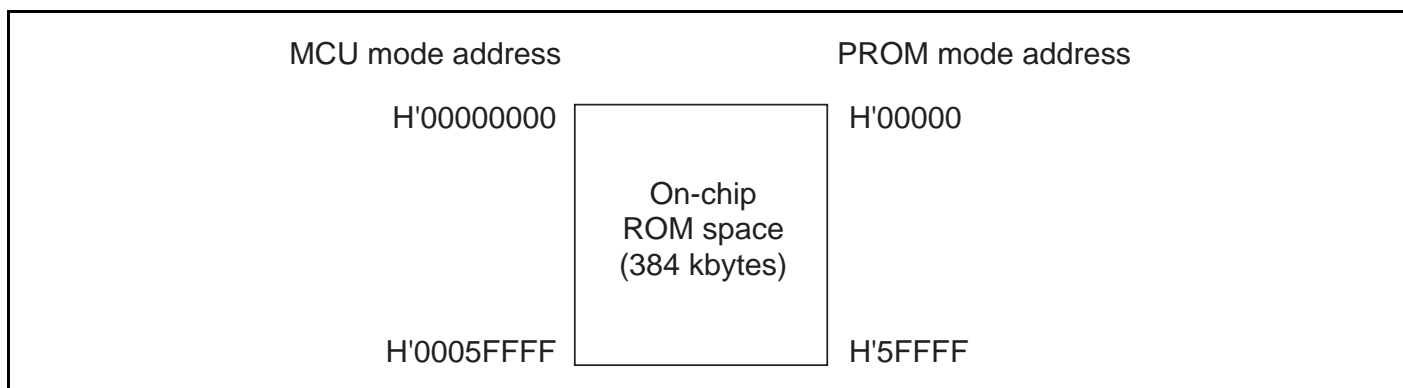 MCU mode address
PROM mode address
H'00000000
H'00000
On-chip
ROM space
(384 kbytes)
H'0005FFFF
H'5FFFF